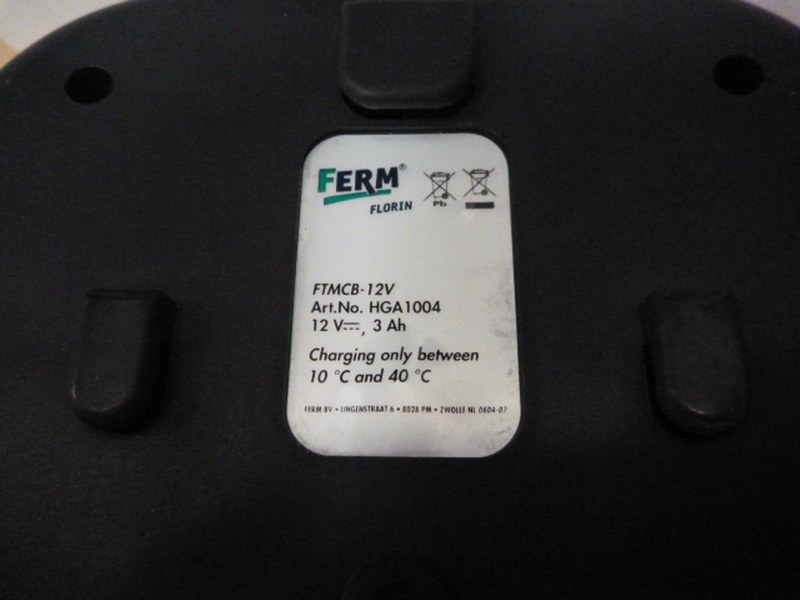 FERM®
FLORIN
Pb
FTMCB-12V
Art.No. HGA1004
12 V⎓, 3 Ah
Charging only between
10 °C and 40 °C
FERM BV • LINGENSTRAAT 6 • 8028 PM • ZWOLLE NL 0604-07